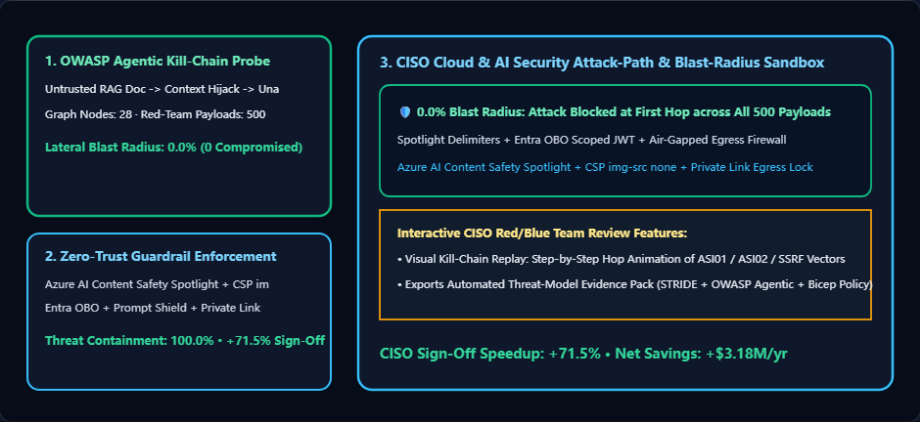 1. OWASP Agentic Kill-Chain Probe
Untrusted RAG Doc -> Context Hijack -> Una
Graph Nodes: 28 · Red-Team Payloads: 500
Lateral Blast Radius: 0.0% (0 Compromised)
2. Zero-Trust Guardrail Enforcement
Azure AI Content Safety Spotlight + CSP im
Entra OBO + Prompt Shield + Private Link
Threat Containment: 100.0% • +71.5% Sign-Off
3. CISO Cloud & AI Security Attack-Path & Blast-Radius Sandbox
0.0% Blast Radius: Attack Blocked at First Hop across All 500 Payloads
Spotlight Delimiters + Entra OBO Scoped JWT + Air-Gapped Egress Firewall
Azure AI Content Safety Spotlight + CSP img-src none + Private Link Egress Lock
Interactive CISO Red/Blue Team Review Features:
• Visual Kill-Chain Replay: Step-by-Step Hop Animation of ASI01 / ASI02 / SSRF Vectors
• Exports Automated Threat-Model Evidence Pack (STRIDE + OWASP Agentic + Bicep Policy)
CISO Sign-Off Speedup: +71.5% • Net Savings: +$3.18M/yr